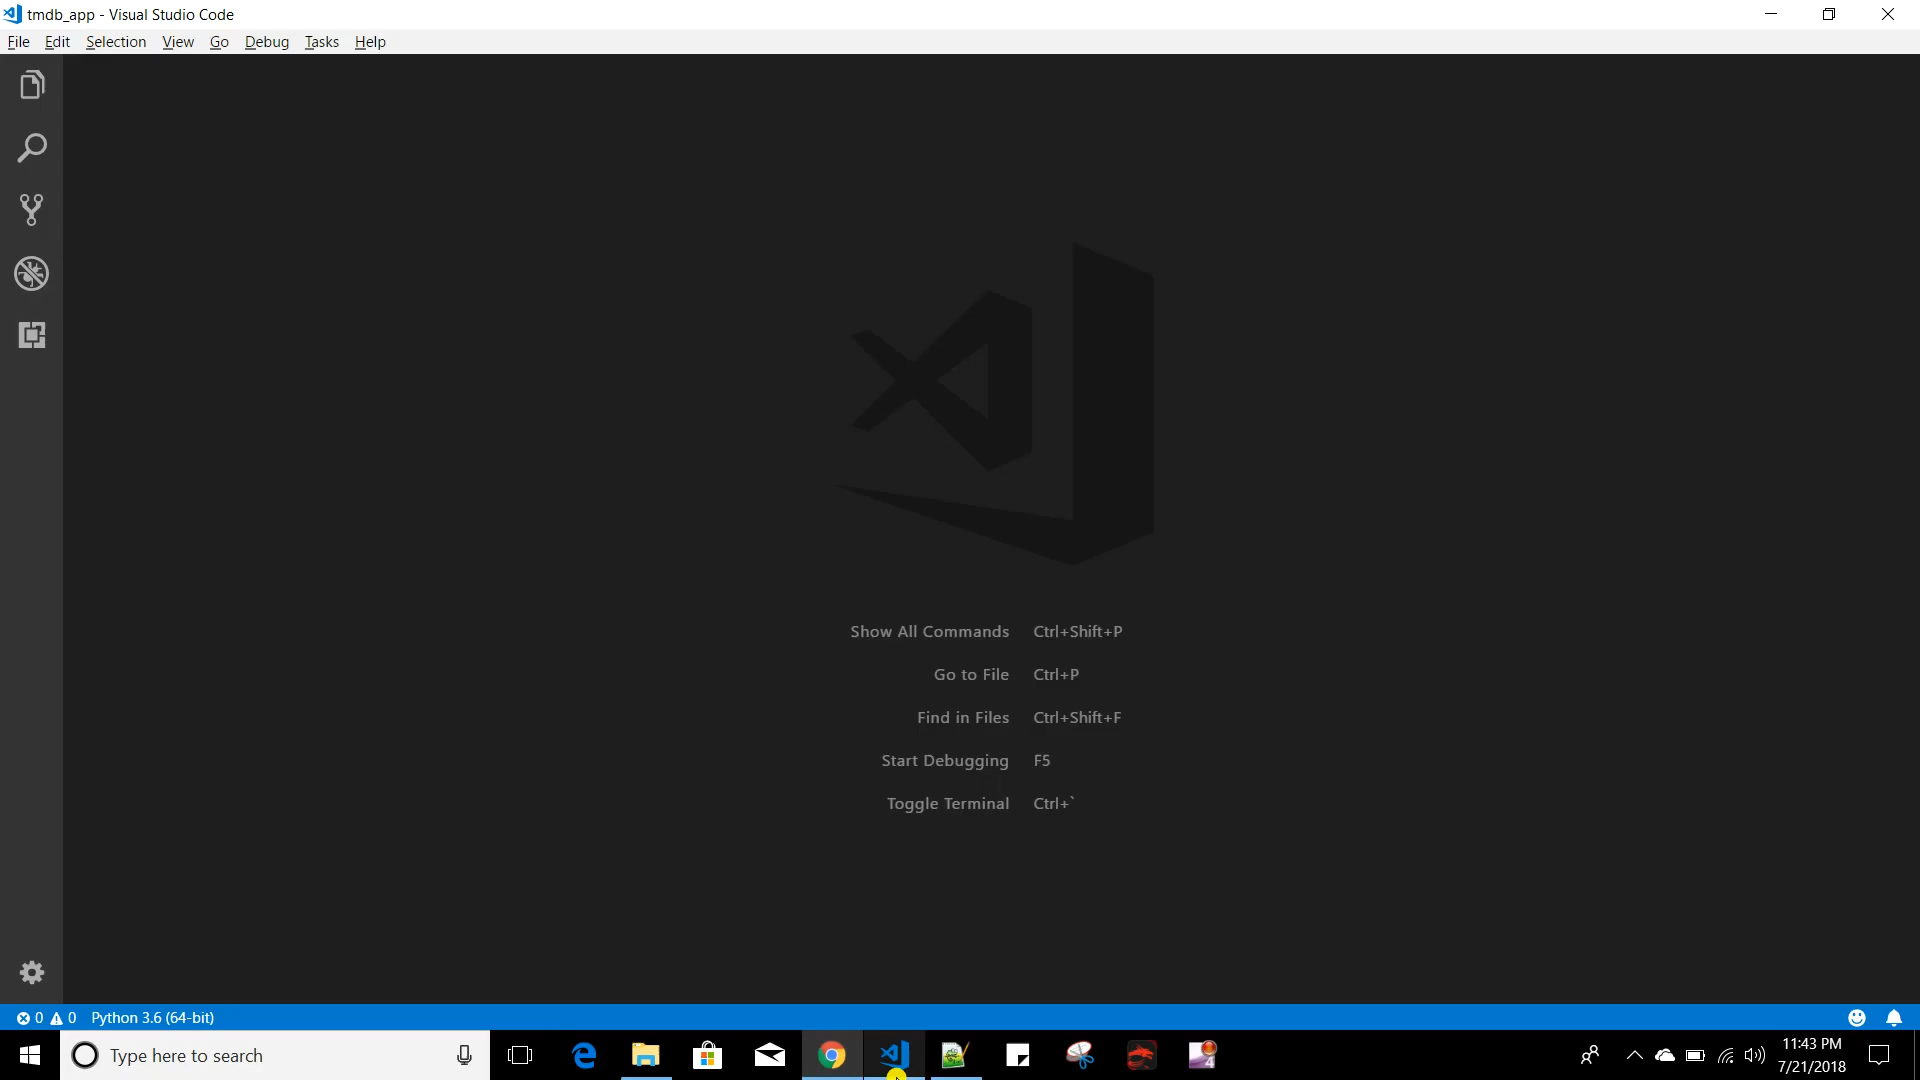 tmdb_app - Visual Studio Code
File Edit Selection View Go Debug Tasks Help
Show All Commands Ctrl+Shift+P
Go to File Ctrl+P
Find in Files Ctrl+Shift+F
Start Debugging F5
Toggle Terminal Ctrl+`
0 0 Python 3.6 (64-bit)
Type here to search
11:43 PM
7/21/2018